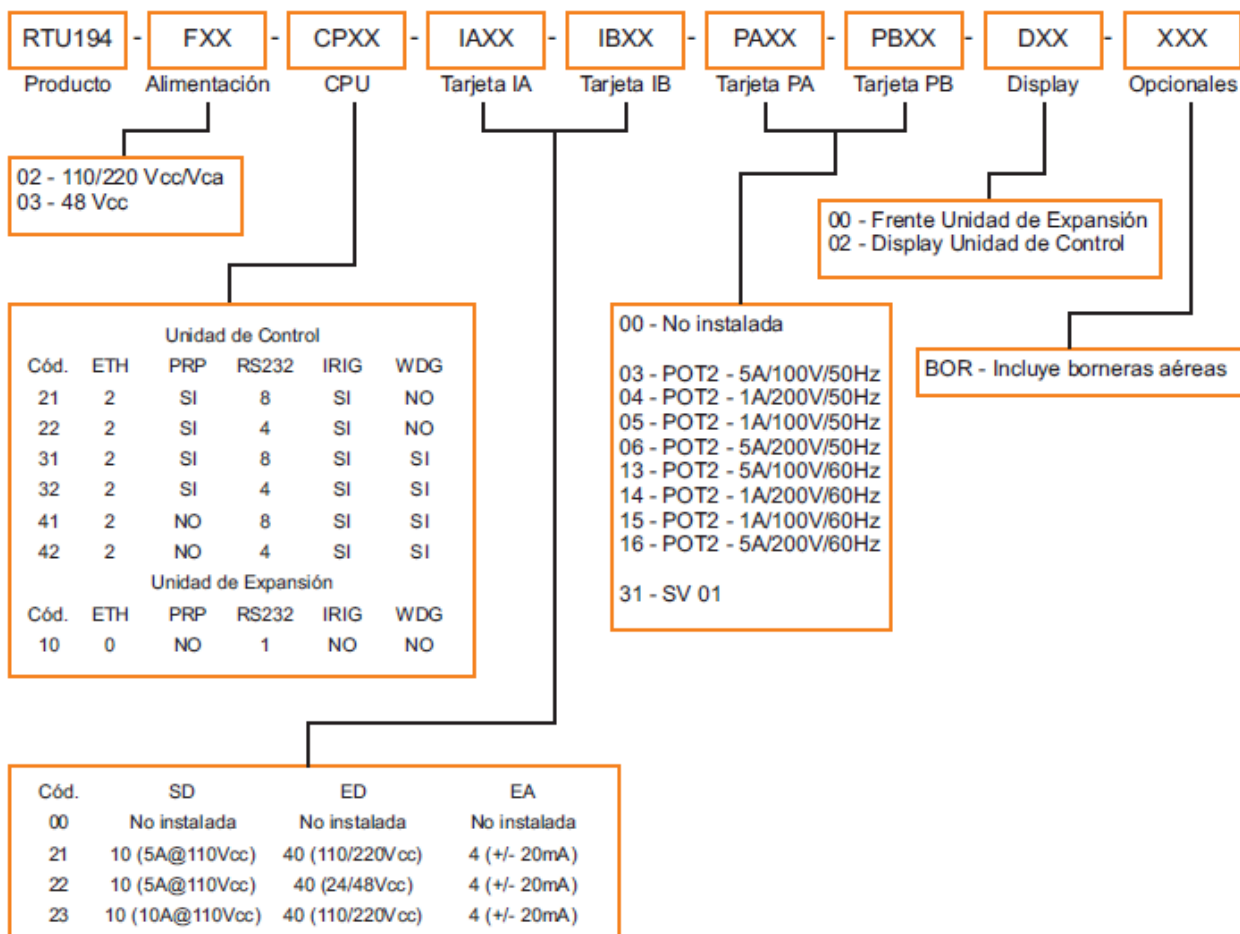 RTU194 - FXX - CPXX - IAXX - IBXX - PAXX - PBXX - DXX - XXX
Producto Alimentación CPU Tarjeta IA Tarjeta IB Tarjeta PA Tarjeta PB Display Opcionales
02 - 110/220 Vcc/Vca
03 - 48 Vcc
00 - Frente Unidad de Expansión
02 - Display Unidad de Control
Unidad de Control
Cód. ETH PRP RS232 IRIG WDG
21 2 SI 8 SI NO
22 2 SI 4 SI NO
31 2 SI 8 SI SI
32 2 SI 4 SI SI
41 2 NO 8 SI SI
42 2 NO 4 SI SI
Unidad de Expansión
Cód. ETH PRP RS232 IRIG WDG
10 0 NO 1 NO NO
00 - No instalada
03 - POT2 - 5A/100V/50Hz
04 - POT2 - 1A/200V/50Hz
05 - POT2 - 1A/100V/50Hz
06 - POT2 - 5A/200V/50Hz
13 - POT2 - 5A/100V/60Hz
14 - POT2 - 1A/200V/60Hz
15 - POT2 - 1A/100V/60Hz
16 - POT2 - 5A/200V/60Hz
31 - SV 01
BOR - Incluye borneras aéreas
Cód. SD ED EA
00 No instalada No instalada No instalada
21 10 (5A@110Vcc) 40 (110/220Vcc) 4 (+/- 20mA)
22 10 (5A@110Vcc) 40 (24/48Vcc) 4 (+/- 20mA)
23 10 (10A@110Vcc) 40 (110/220Vcc) 4 (+/- 20mA)